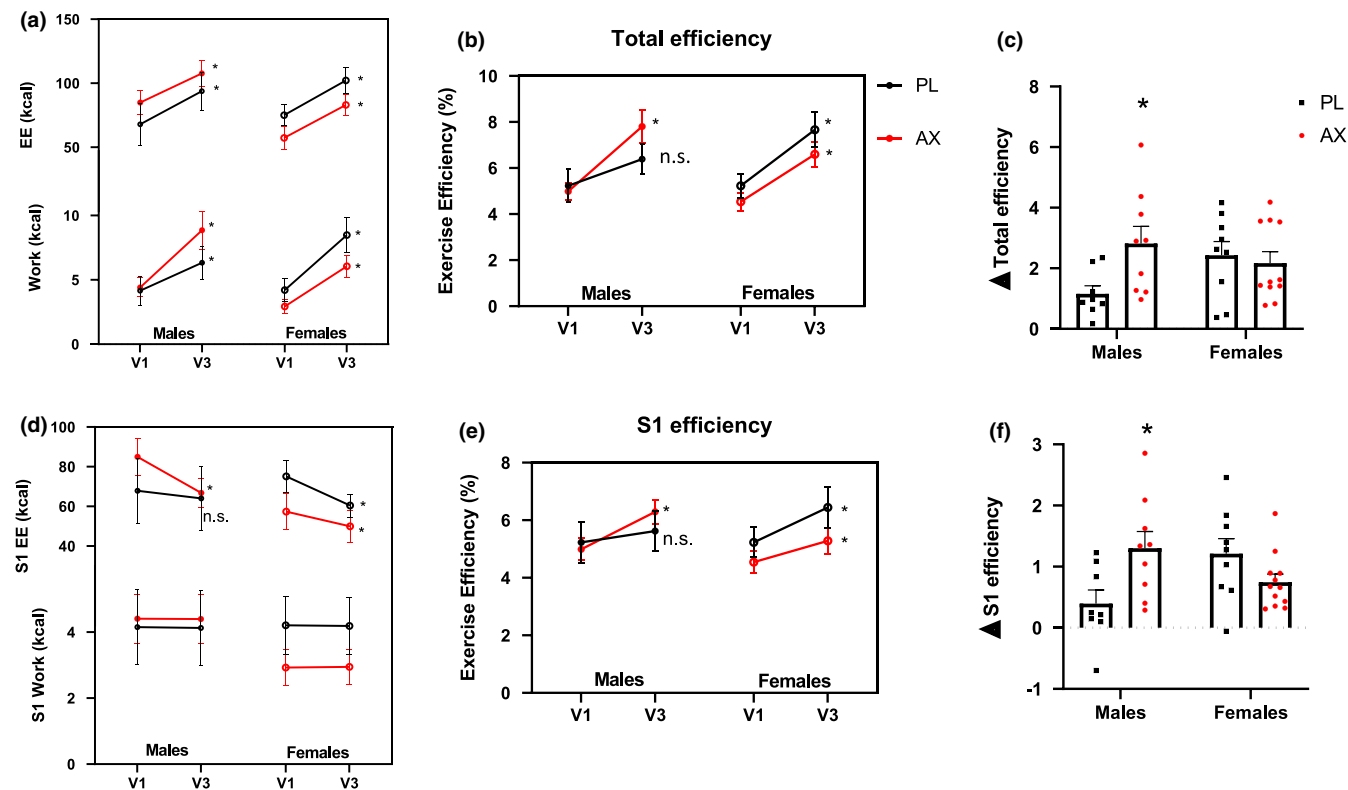 (a)
EE (kcal)
Work (kcal)
150
100
50
10
5
0
*
*
*
*
*
*
*
*
Males
Females
V1
V3
V1
V3
(b)
Total efficiency
Exercise Efficiency (%)
10
8
6
4
2
0
*
n.s.
*
*
Males
Females
V1
V3
V1
V3
PL
AX
(c)
▲Total efficiency
8
6
4
2
0
*
PL
AX
Males
Females
(d)
S1 EE (kcal)
S1 Work (kcal)
100
80
60
40
4
2
0
*
n.s.
*
*
Males
Females
V1
V3
V1
V3
(e)
S1 efficiency
Exercise Efficiency (%)
8
6
4
2
0
*
n.s.
*
*
Males
Females
V1
V3
V1
V3
(f)
▲S1 efficiency
3
2
1
0
-1
*
Males
Females